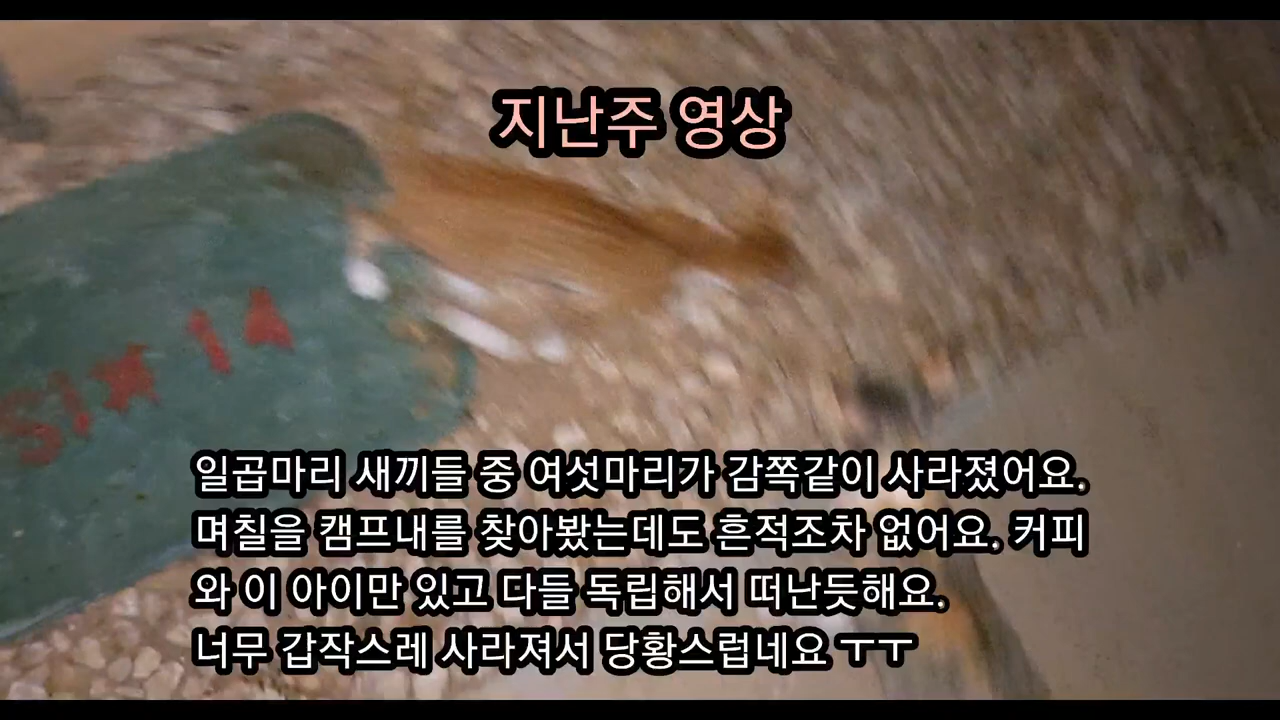 지난주 영상
SIX 14
일곱마리 새끼들 중 여섯마리가 감쪽같이 사라졌어요.
며칠을 캠프내를 찾아봤는데도 흔적조차 없어요. 커피
와 이 아이만 있고 다들 독립해서 떠난듯해요.
너무 갑작스레 사라져서 당황스럽네요 ㅜㅜ